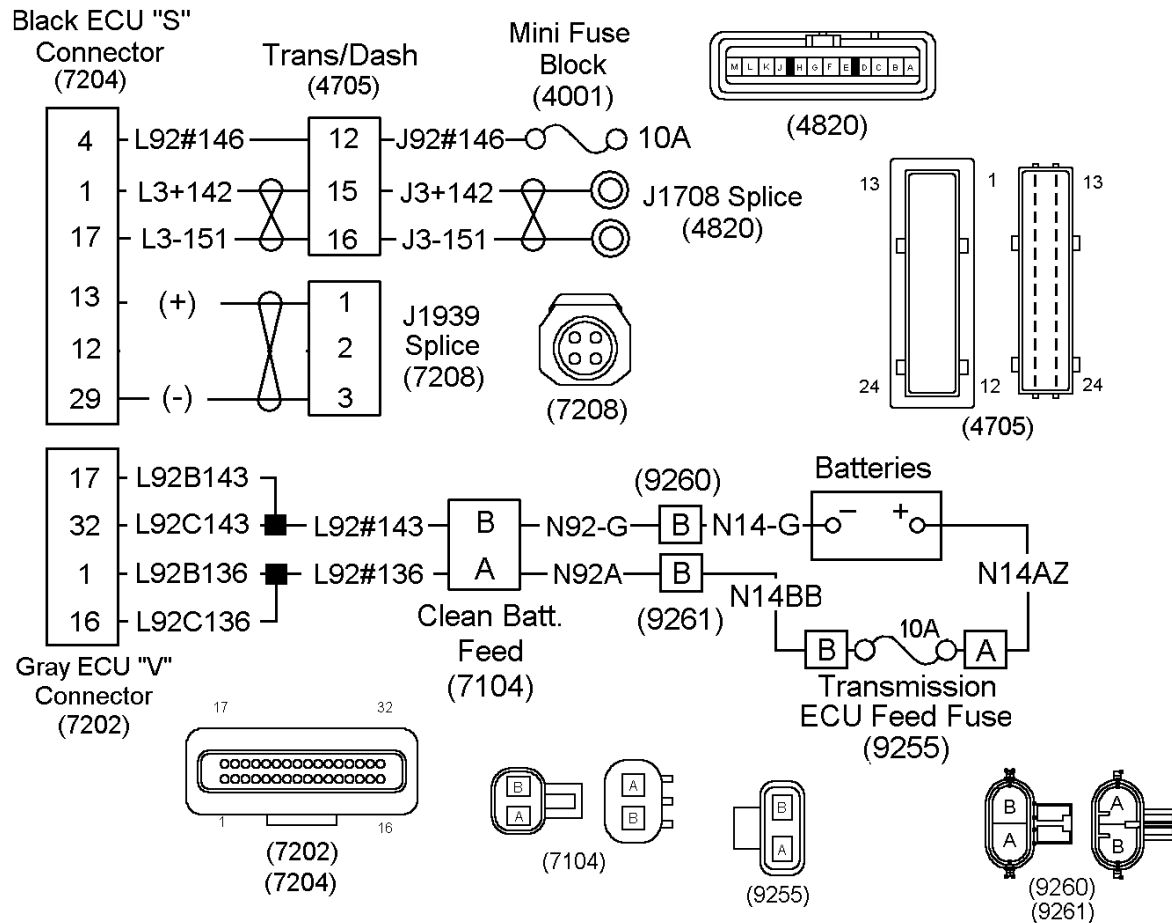 Black ECU "S"
Connector
(7204)
Trans/Dash
(4705)
Mini Fuse
Block
(4001)
M L K J H G F E D C B A
(4820)
4 L92#146 12 J92#146 10A
1 L3+142 15 J3+142
17 L3-151 16 J3-151
J1708 Splice
(4820)
13 (+) 1
12 2
29 (-) 3
J1939
Splice
(7208)
(7208)
13 1 13
24 12 24
(4705)
17 L92B143
32 L92C143 L92#143 B N92-G B N14-G - +
1 L92B136 L92#136 A N92A B
16 L92C136
(9260)
Batteries
N14AZ
(9261)
N14BB
B 10A A
Clean Batt.
Feed
(7104)
Transmission
ECU Feed Fuse
(9255)
Gray ECU "V"
Connector
(7202)
17 32
1 16
(7202)
(7204)
B A
A B
(7104)
B
A
(9255)
B A
A B
(9260)
(9261)